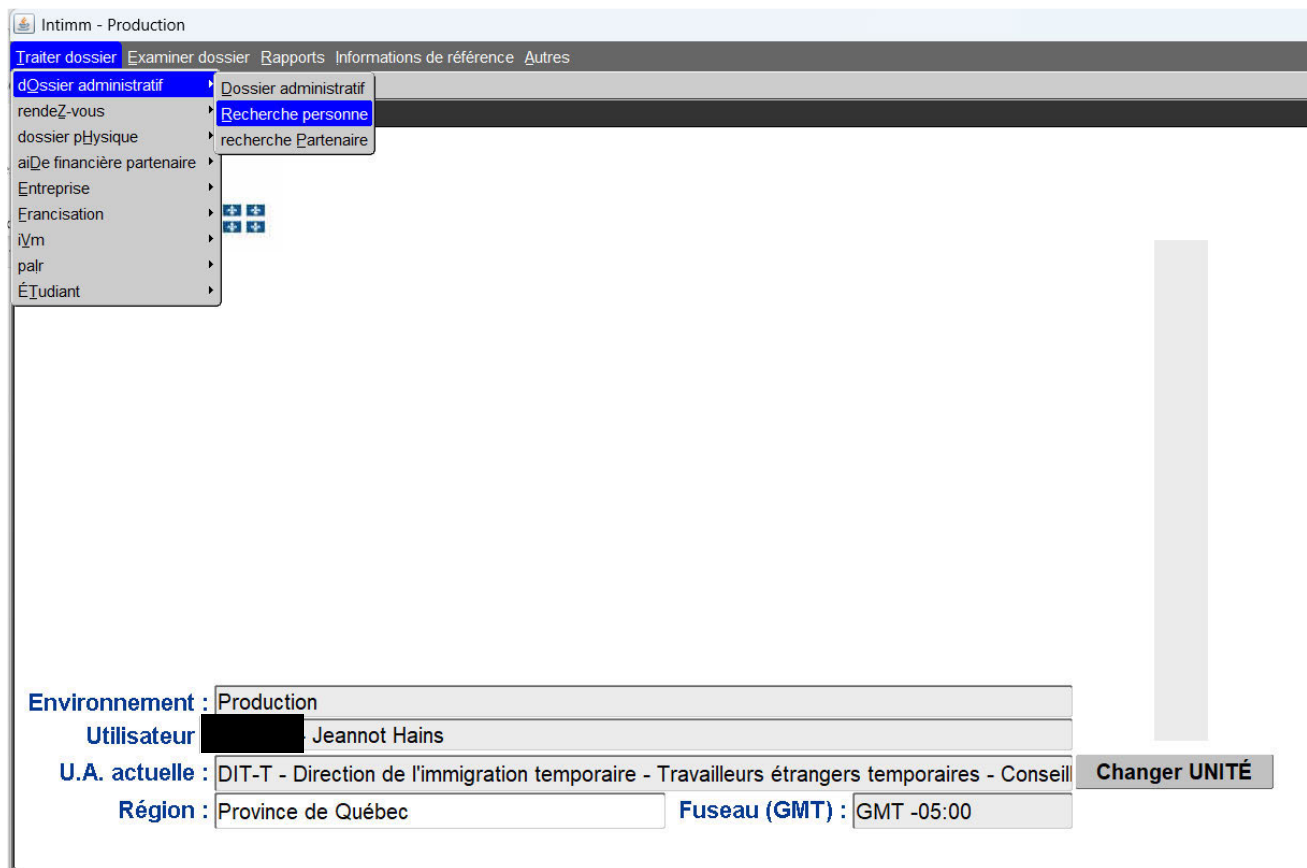 Intimm - Production
Traiter dossier Examiner dossier Rapports Informations de référence Autres
dOssier administratif
Dossier administratif
rendeZ-vous
Recherche personne
dossier pHysique
recherche Partenaire
aiDe financière partenaire
Entreprise
Francisation
iVm
paIr
ÉTudiant
Environnement : Production
Utilisateur - Jeannot Hains
U.A. actuelle : DIT-T - Direction de l'immigration temporaire - Travailleurs étrangers temporaires - Conseill
Changer UNITÉ
Région : Province de Québec Fuseau (GMT) : GMT -05:00